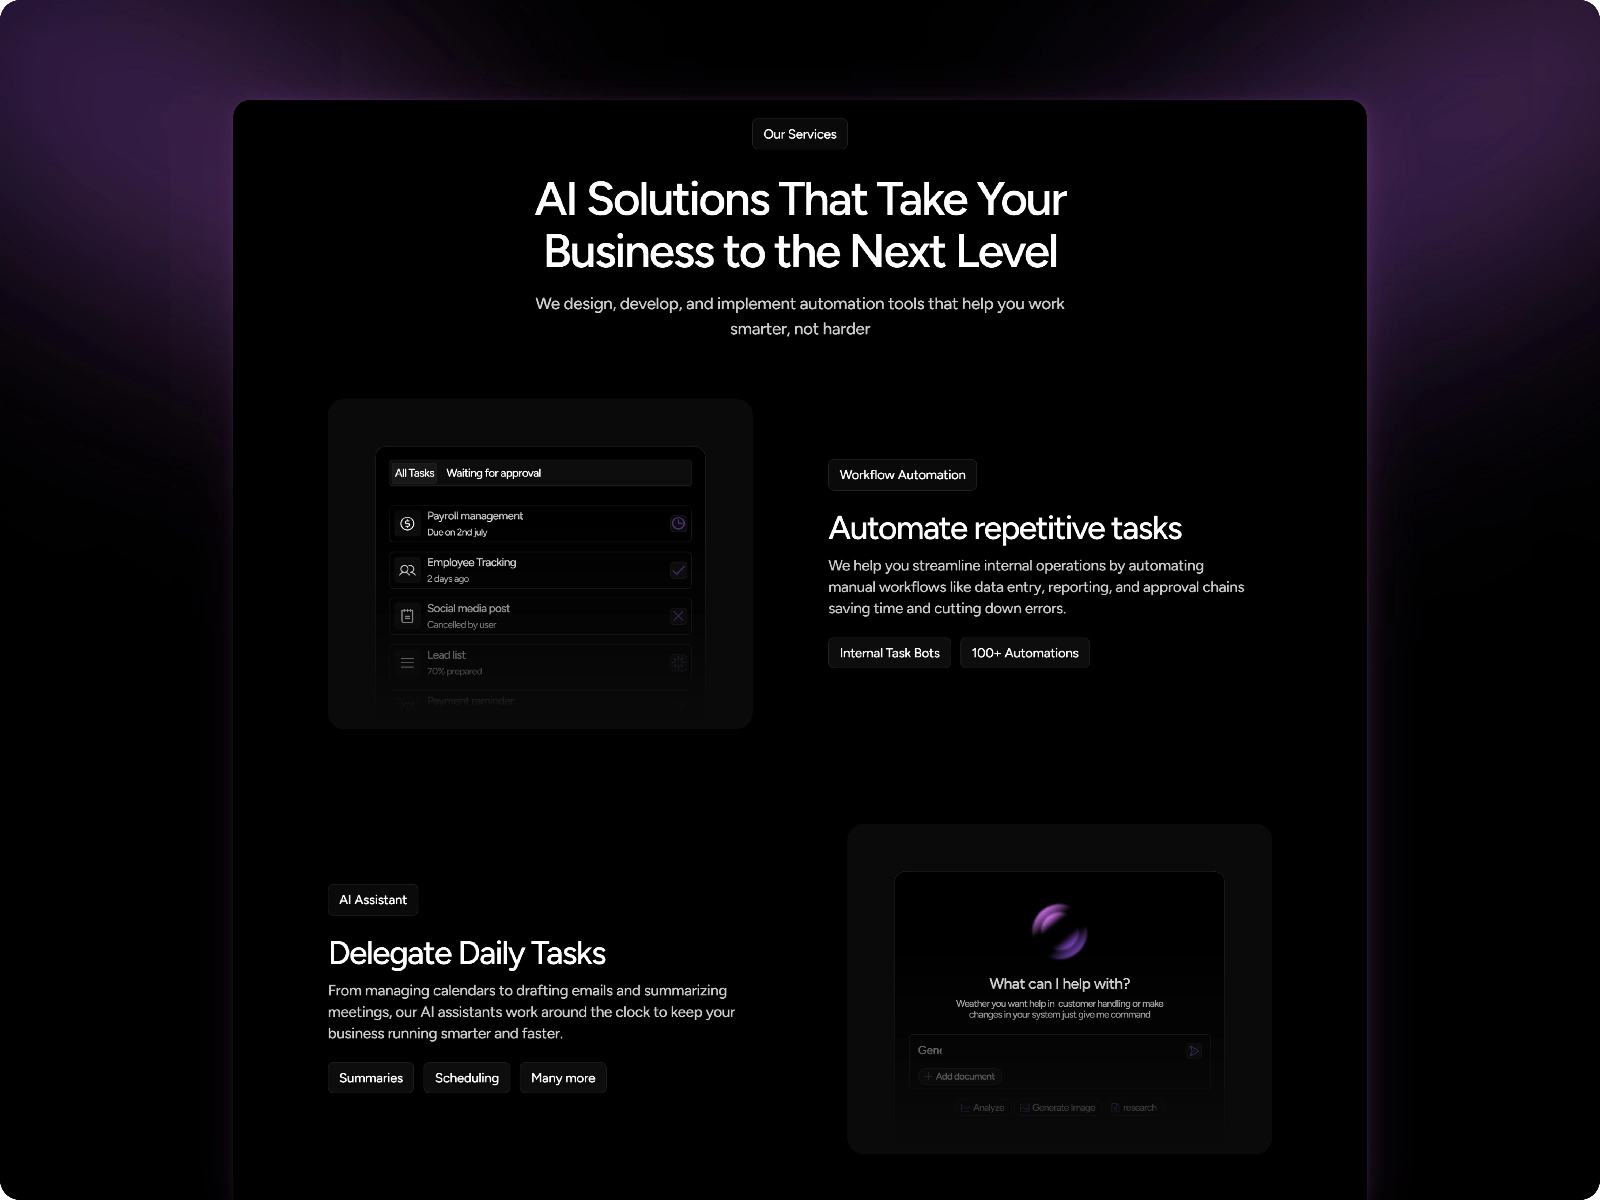 Our Services
AI Solutions That Take Your
Business to the Next Level
We design, develop, and implement automation tools that help you work
smarter, not harder
All Tasks Waiting for approval
Payroll management
Due on 2nd july
Employee Tracking
2 days ago
Social media post
Cancelled by user
Lead list
70% prepared
Payment reminder
Workflow Automation
Automate repetitive tasks
We help you streamline internal operations by automating
manual workflows like data entry, reporting, and approval chains
saving time and cutting down errors.
Internal Task Bots 100+ Automations
AI Assistant
Delegate Daily Tasks
From managing calendars to drafting emails and summarizing
meetings, our AI assistants work around the clock to keep your
business running smarter and faster.
Summaries Scheduling Many more
What can I help with?
Weather you want help in customer handling or make
changes in your system just give me command
Gene
Add document
Analyze Generate Image research